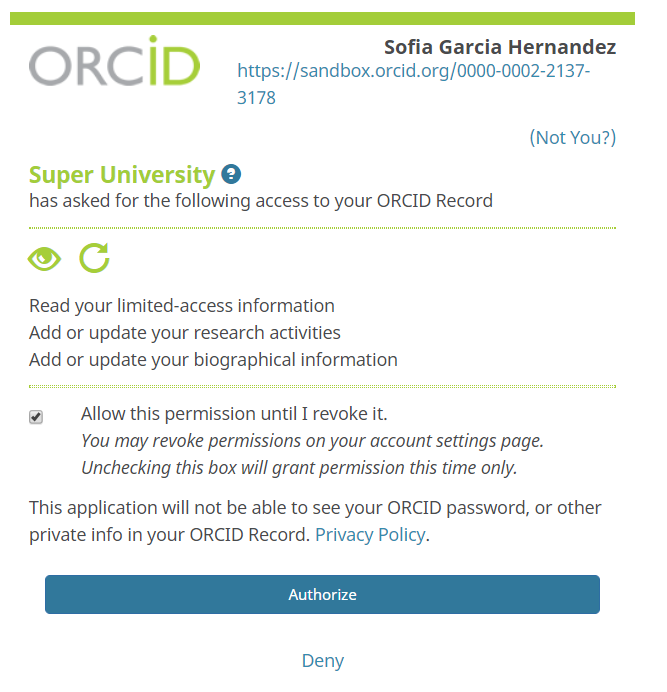 ORCID
Sofia Garcia Hernandez
https://sandbox.orcid.org/0000-0002-2137-
3178
(Not You?)
Super University ?
has asked for the following access to your ORCID Record
Read your limited-access information
Add or update your research activities
Add or update your biographical information
Allow this permission until I revoke it.
You may revoke permissions on your account settings page.
Unchecking this box will grant permission this time only.
This application will not be able to see your ORCID password, or other
private info in your ORCID Record. Privacy Policy.
Authorize
Deny